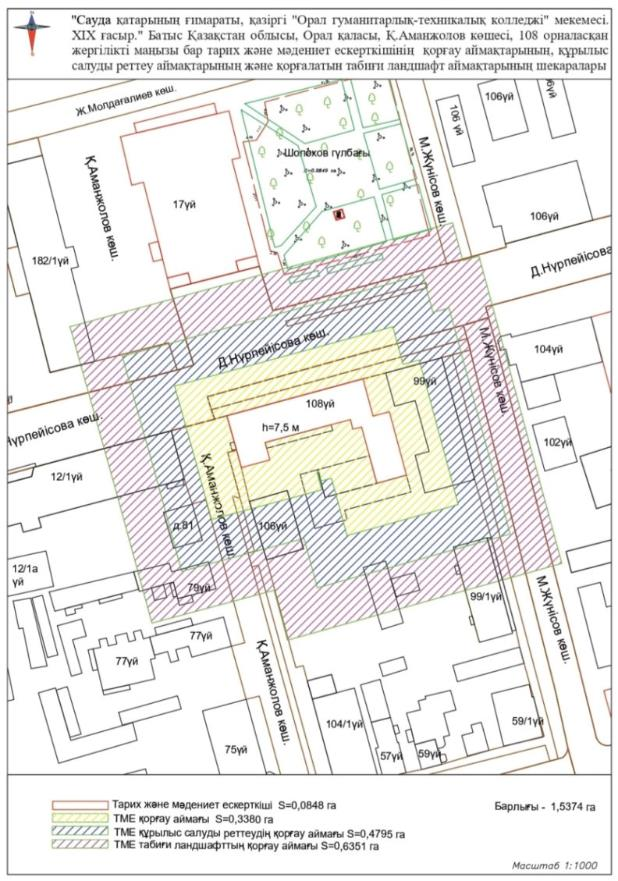 "Сауда қатарының ғимараты, қазіргі "Орал гуманитарлық-техникалық колледжі" мекемесі.
XIX ғасыр." Батыс Қазақстан облысы, Орал қаласы, Қ.Аманжолов көшесі, 108 орналасқан
жергілікті маңызы бар тарих және мәдениет ескерткішінің қорғау аймақтарының, құрылыс
салуды реттеу аймақтарының және қорғалатын табиғи ландшафт аймақтарының шекаралары
Ж.Молдағалиев көш.
106 үй
106үй
Қ.Аманжолов көш.
Шопеков гүлбағы
М.Жүнісов көш.
17үй
106үй
182/1үй
Д.Нұрпейісова
Д.Нұрпейісова көш.
М.Жүнісов көш.
104үй
99үй
108үй
Нұрпейісова көш.
h=7,5 м
102үй
12/1үй
Қ.Аманжолов көш.
д.81
106үй
12/1а
үй
79үй
99/1үй
М.Жүнісов көш.
77үй
77үй
Қ.Аманжолов көш.
104/1үй
59/1үй
75үй
57үй
59үй
Тарих және мәдениет ескерткіші S=0,0848 га
Барлығы - 1,5374 га
ТМЕ қорғау аймағы S=0,3380 га
ТМЕ құрылыс салуды реттеудің қорғау аймағы S=0,4795 га
ТМЕ табиғи ландшафттың қорғау аймағы S=0,6351 га
Масштаб 1:1000